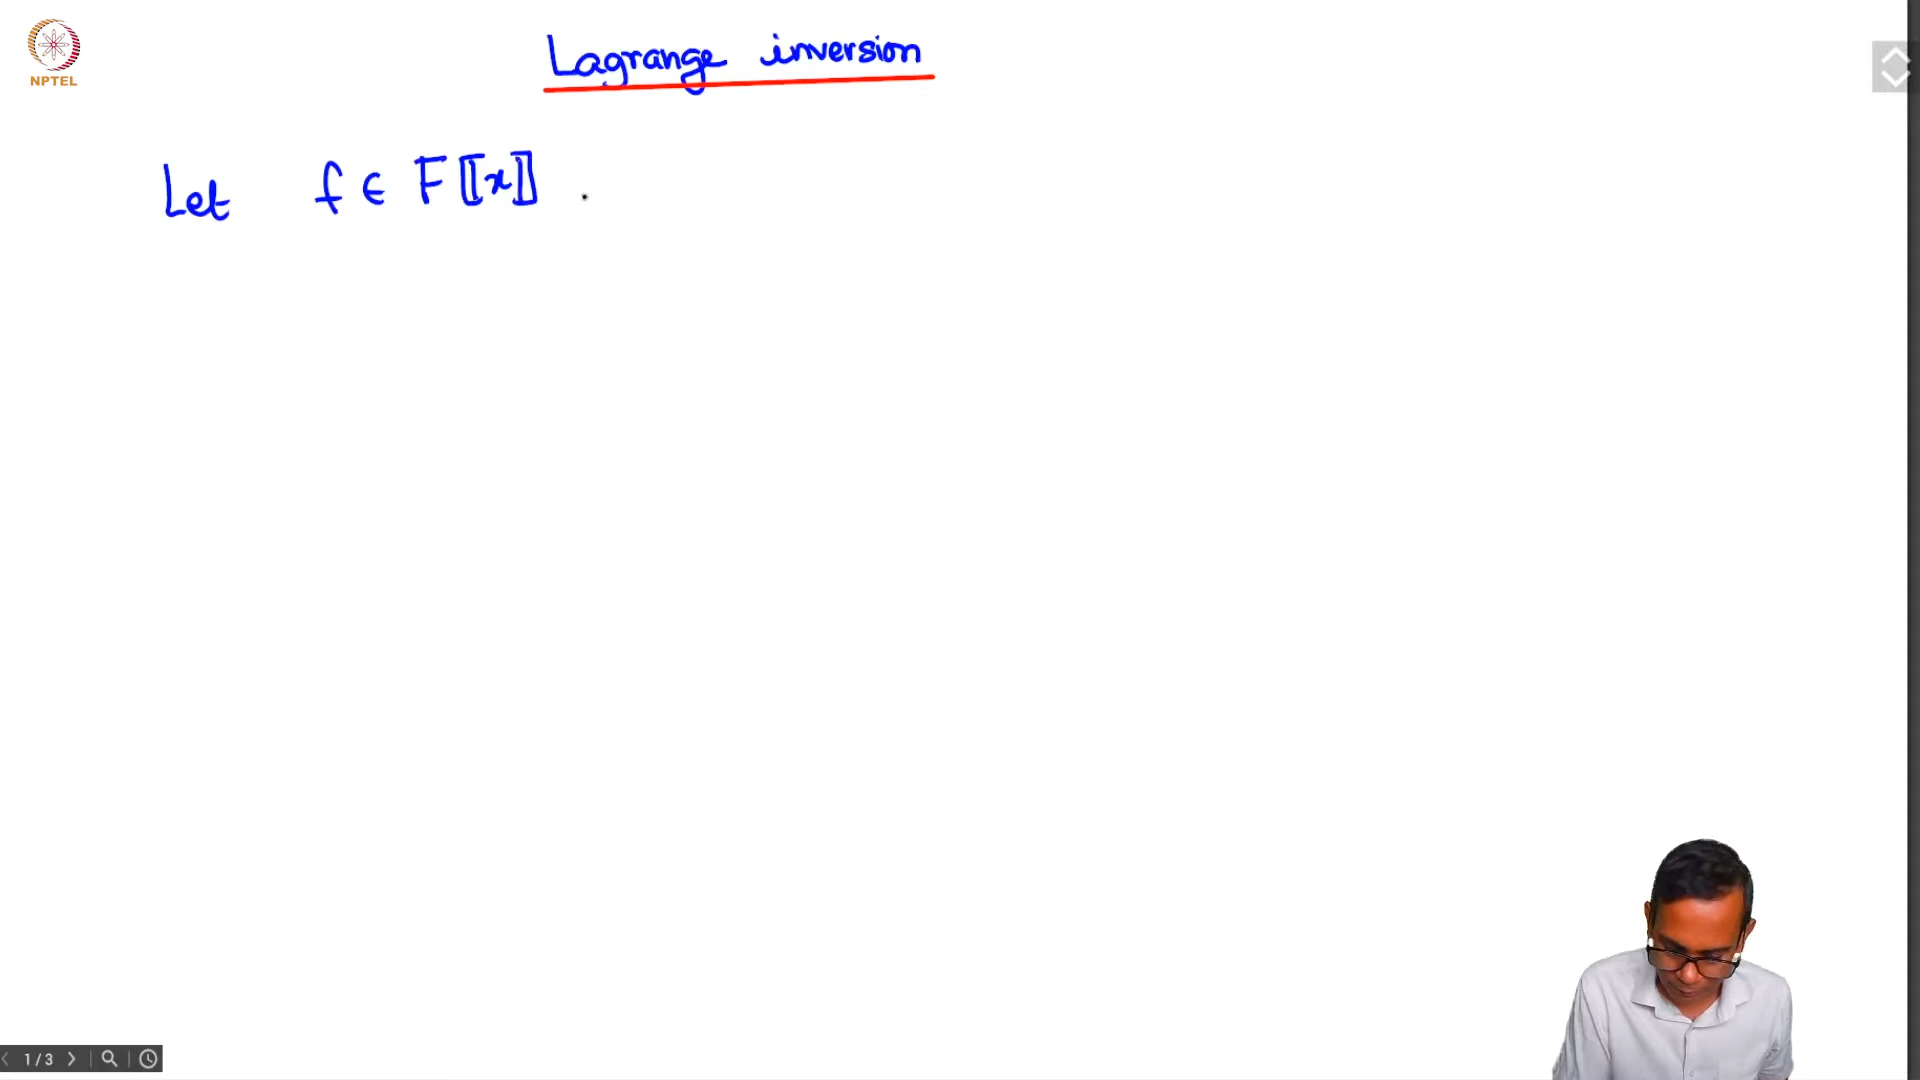 NPTEL
Lagrange inversion
Let f ∈ F⟦x⟧
1/3